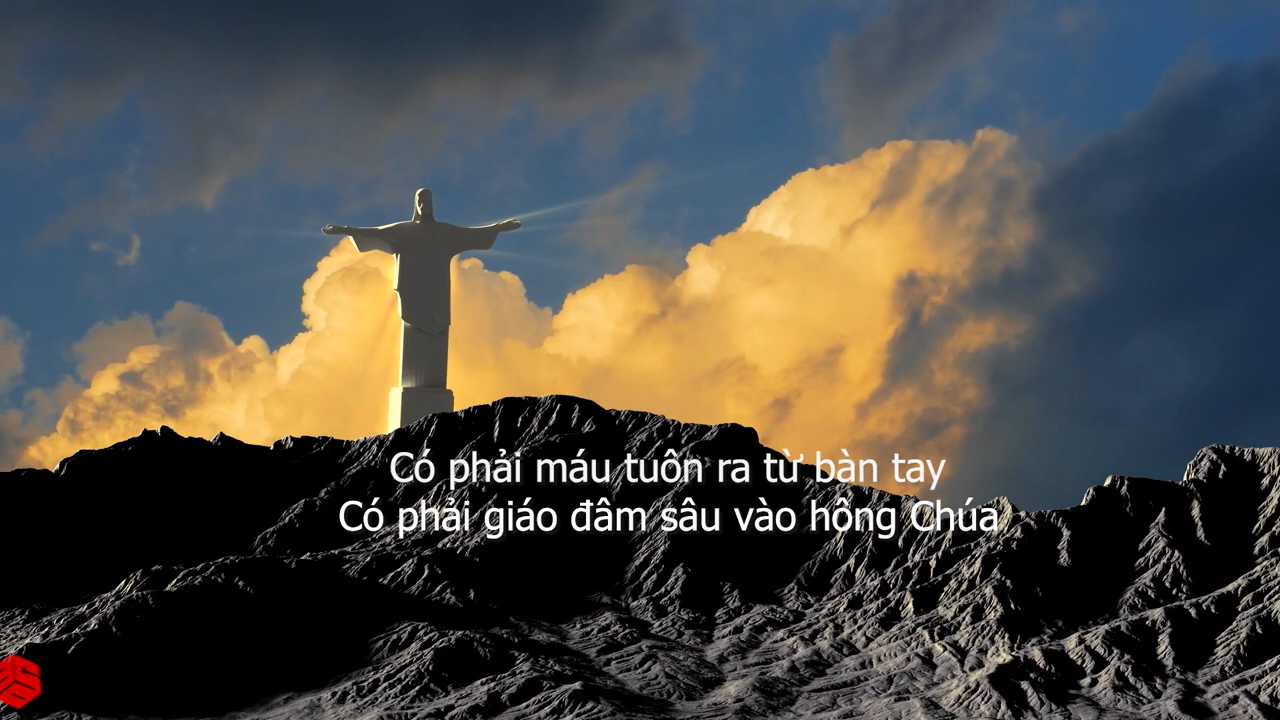 Có phải máu tuôn ra từ bàn tay
Có phải giáo đâm sâu vào hông Chúa